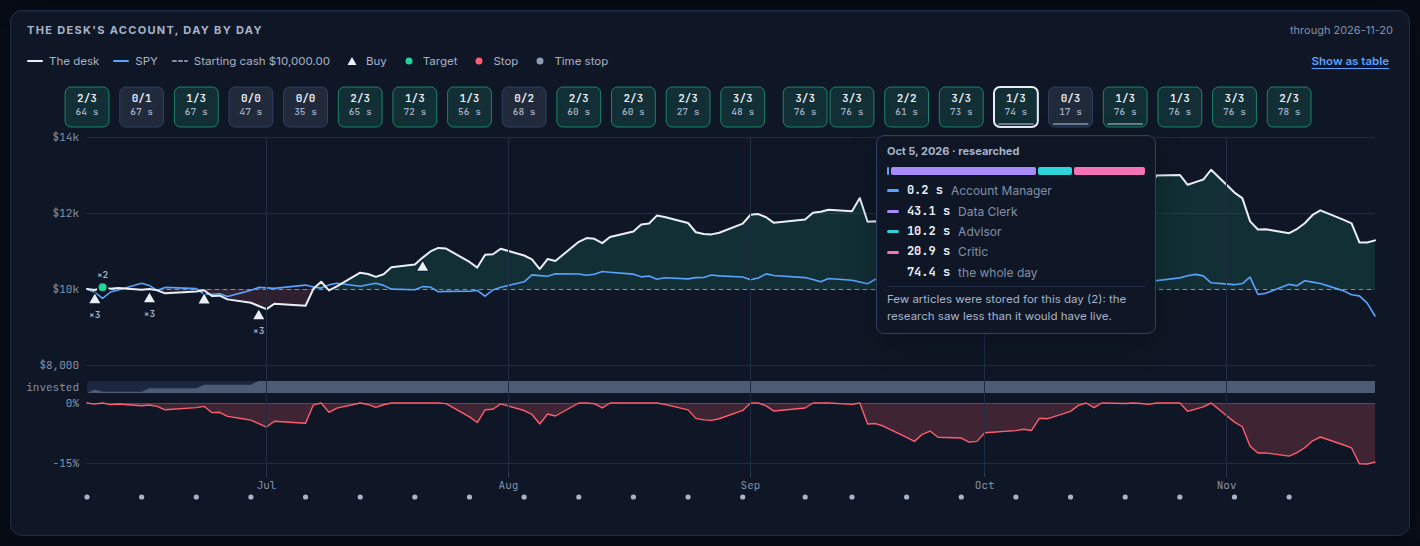 THE DESK'S ACCOUNT, DAY BY DAY
through 2026-11-20
The desk SPY Starting cash $10,000.00 Buy Target Stop Time stop
Show as table
2/3 0/1 1/3 0/0 0/0 2/3 1/3 1/3 0/2 2/3 2/3 2/3 3/3 3/3 3/3 2/2 3/3 1/3 0/3 1/3 1/3 3/3 2/3
64 s 67 s 67 s 47 s 35 s 65 s 72 s 56 s 68 s 60 s 60 s 27 s 48 s 76 s 76 s 61 s 73 s 74 s 17 s 76 s 76 s 76 s 78 s
$14k
Oct 5, 2026 · researched
0.2 s Account Manager
$12k
43.1 s Data Clerk
10.2 s Advisor
20.9 s Critic
×2
74.4 s the whole day
$10k
Few articles were stored for this day (2): the
research saw less than it would have live.
×3
×3
×3
$8,000
invested
0%
-15%
Jul Aug Sep Oct Nov